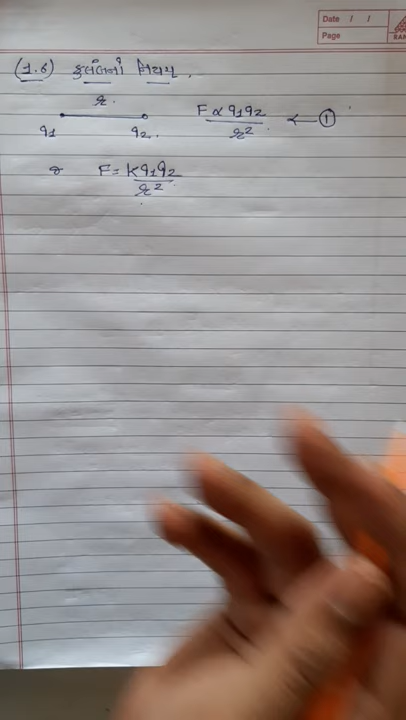 Date / /
Page
(1.6) કુલંબનો નિયમ.
r.
q1 q2. F ∝ q1q2 / r² ←①
F = kq1q2 / r²